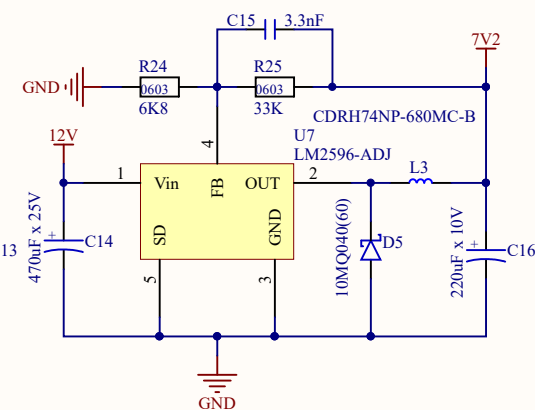 C15 3.3nF
7V2
R24 R25
GND 0603 0603
6K8 33K
CDRH74NP-680MC-B
12V
4
U7
LM2596-ADJ
L3
1 Vin FB OUT 2
13 470uF x 25V + C14
SD GND
10MQ040(60) D5
220uF x 10V + C16
5 3
GND